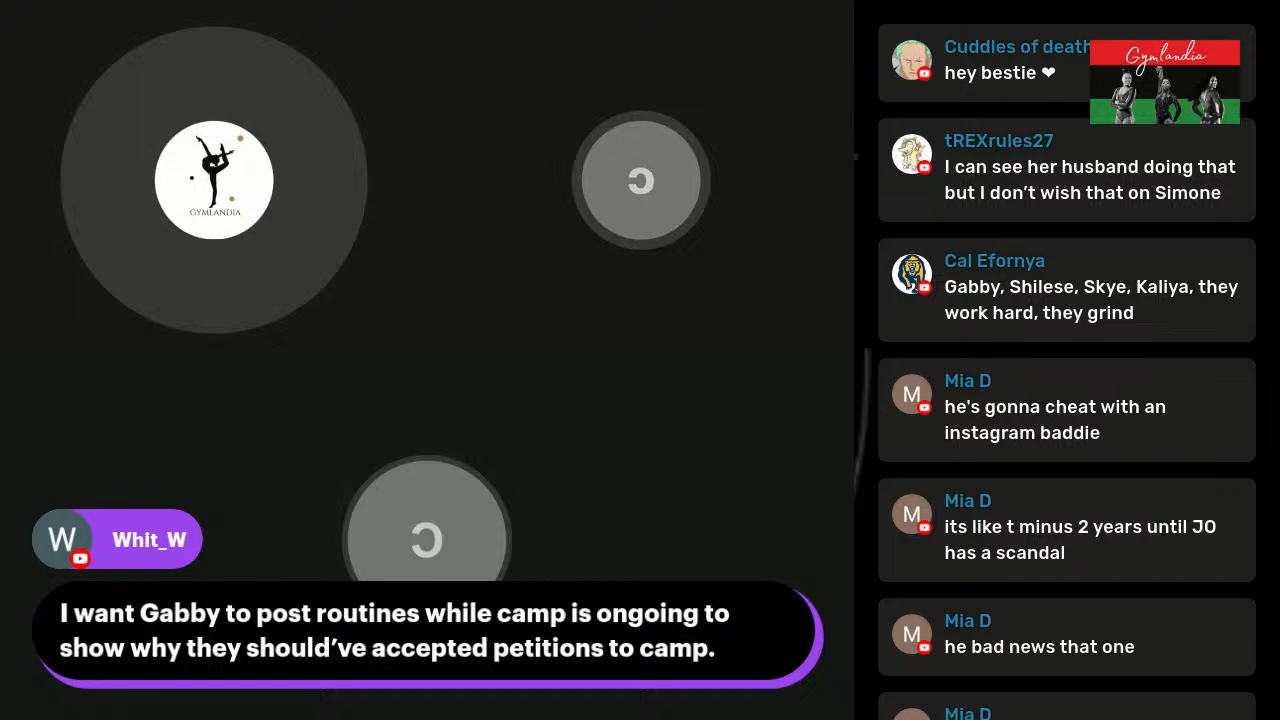 GYMLANDIA
ɔ
ɔ
W
Whit_W
I want Gabby to post routines while camp is ongoing to
show why they should’ve accepted petitions to camp.
Cuddles of death
hey bestie ❤
Gymlandia
tREXrules27
I can see her husband doing that
but I don’t wish that on Simone
Cal Efornya
Gabby, Shilese, Skye, Kaliya, they
work hard, they grind
M
Mia D
he's gonna cheat with an
instagram baddie
M
Mia D
its like t minus 2 years until JO
has a scandal
M
Mia D
he bad news that one
Mia D